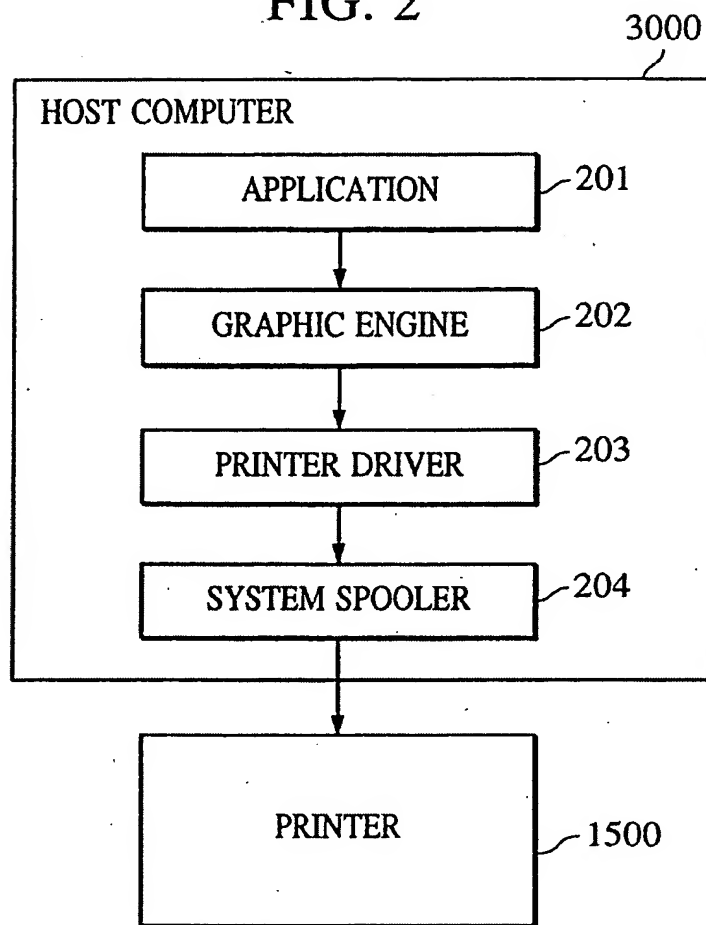 FIG. 2
3000
HOST COMPUTER
APPLICATION
201
GRAPHIC ENGINE
202
PRINTER DRIVER
203
SYSTEM SPOOLER
204
PRINTER
1500